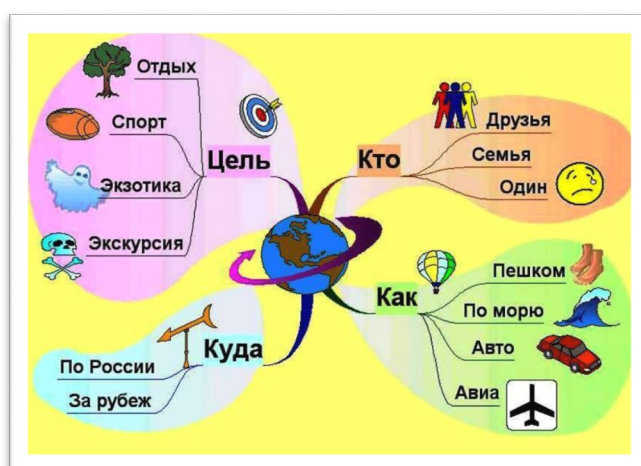 Цель
Отдых
Спорт
Экзотика
Экскурсия
Кто
Друзья
Семья
Один
Как
Пешком
По морю
Авто
Авиа
Куда
По России
За рубеж